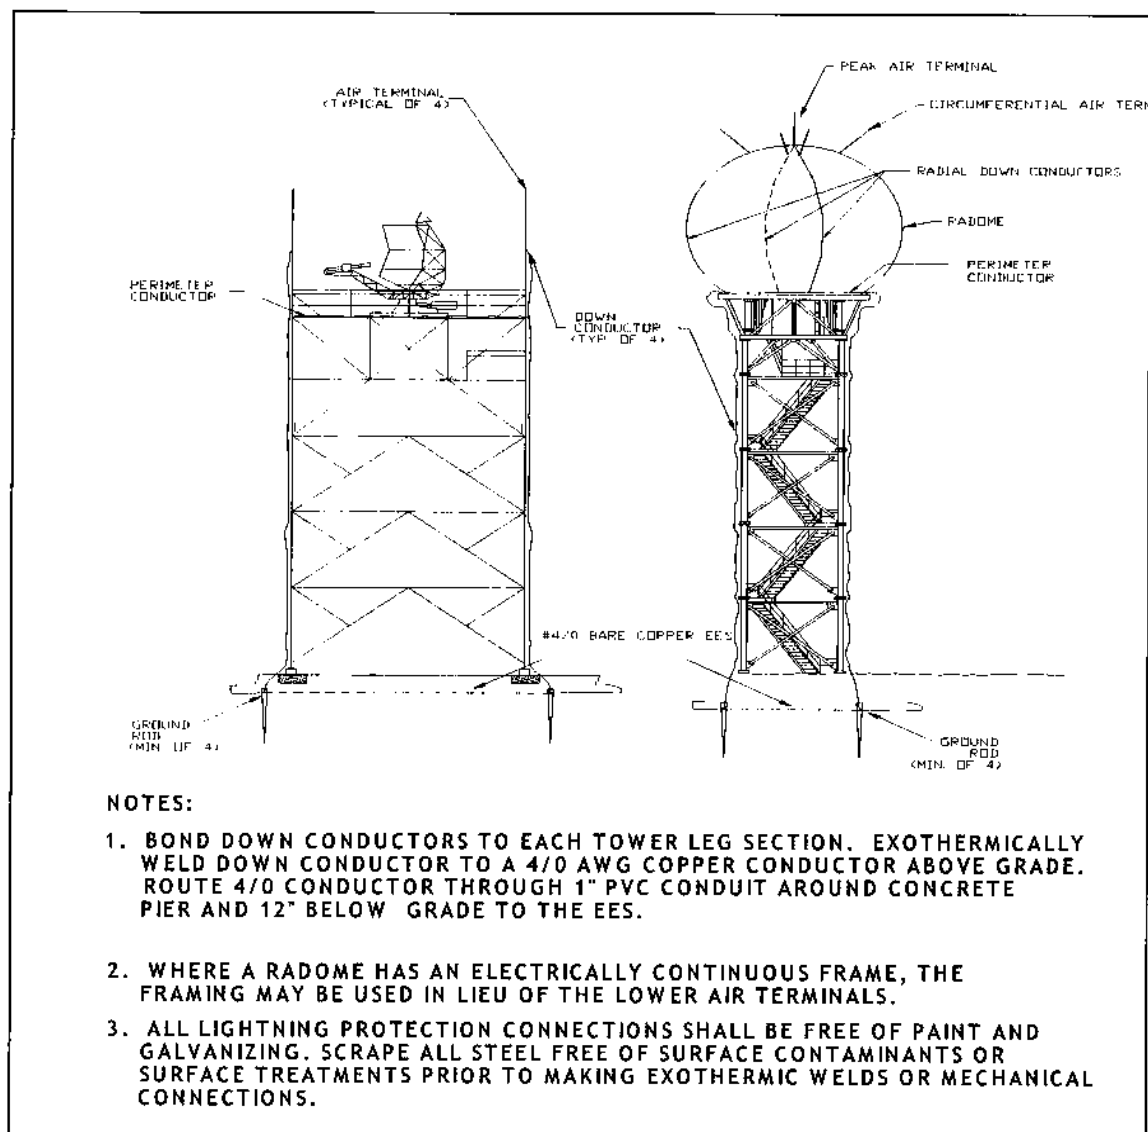 PEAK AIR TERMINAL
AIR TERMINAL
(TYPICAL OF 4)
CIRCUMFERENTIAL AIR TERM
RADIAL DOWN CONDUCTORS
RADOME
PERIMETER
CONDUCTOR
PERIMETER
CONDUCTOR
DOWN
CONDUCTOR
(TYP. OF 4)
#4/0 BARE COPPER EES
GROUND
ROD
(MIN. OF 4)
GROUND
ROD
(MIN. OF 4)
NOTES:
1. BOND DOWN CONDUCTORS TO EACH TOWER LEG SECTION. EXOTHERMICALLY
WELD DOWN CONDUCTOR TO A 4/0 AWG COPPER CONDUCTOR ABOVE GRADE.
ROUTE 4/0 CONDUCTOR THROUGH 1" PVC CONDUIT AROUND CONCRETE
PIER AND 12" BELOW GRADE TO THE EES.
2. WHERE A RADOME HAS AN ELECTRICALLY CONTINUOUS FRAME, THE
FRAMING MAY BE USED IN LIEU OF THE LOWER AIR TERMINALS.
3. ALL LIGHTNING PROTECTION CONNECTIONS SHALL BE FREE OF PAINT AND
GALVANIZING. SCRAPE ALL STEEL FREE OF SURFACE CONTAMINANTS OR
SURFACE TREATMENTS PRIOR TO MAKING EXOTHERMIC WELDS OR MECHANICAL
CONNECTIONS.